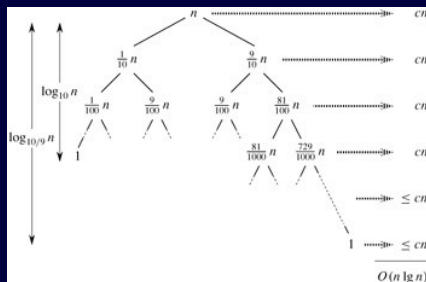 n cn
1/10 n 9/10 n cn
log₁₀ n
1/100 n 9/100 n 9/100 n 81/100 n cn
log₁₀/₉ n
1 81/1000 n 729/1000 n cn
≤ cn
1 ≤ cn
O(n lg n)